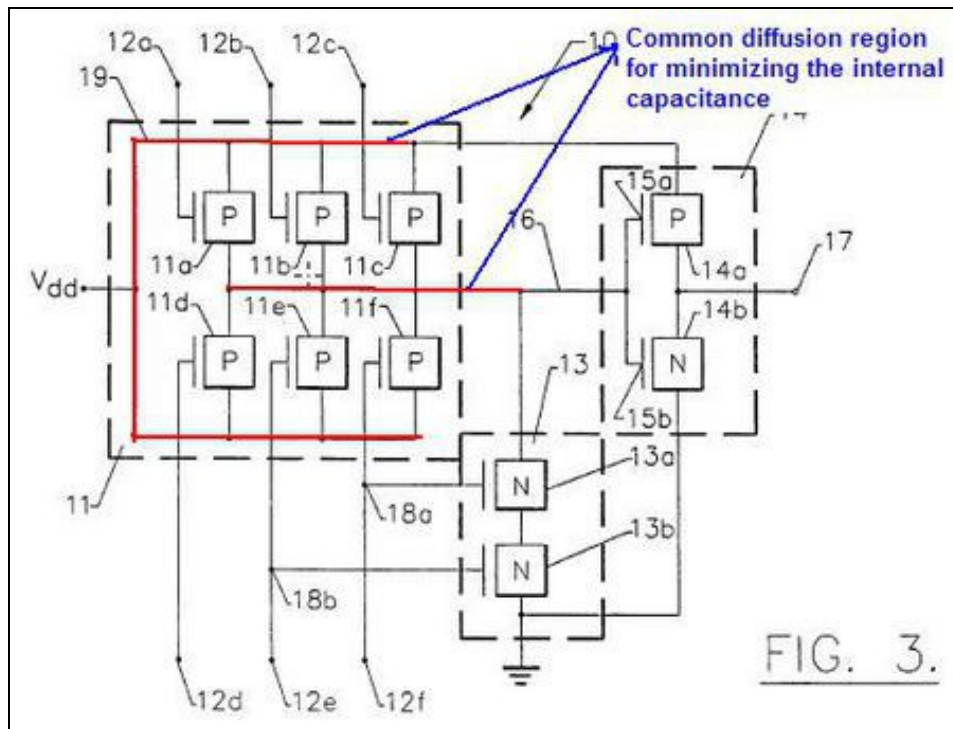 12a 12b 12c 10 Common diffusion region
for minimizing the internal
capacitance
19
14
15a
P P P P
16 17
11a 11b 11c 14a
Vdd
11d 11e 11f 14b
P P P N
13
15b
13a
11 N
18a
13b
N
18b
FIG. 3.
12d 12e 12f